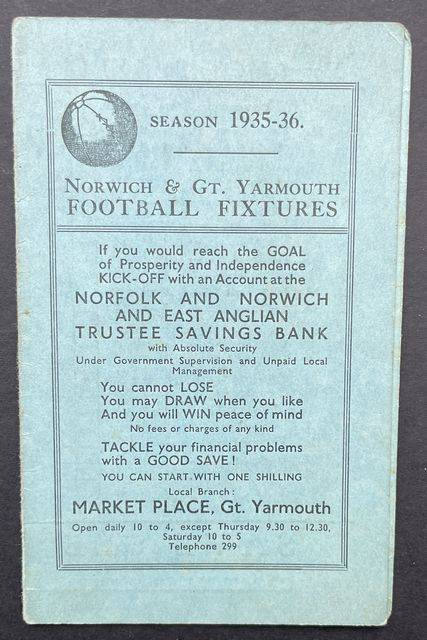 SEASON 1935-36.
NORWICH & GT. YARMOUTH
FOOTBALL FIXTURES
If you would reach the GOAL
of Prosperity and Independence
KICK-OFF with an Account at the
NORFOLK AND NORWICH
AND EAST ANGLIAN
TRUSTEE SAVINGS BANK
with Absolute Security
Under Government Supervision and Unpaid Local
Management
You cannot LOSE
You may DRAW when you like
And you will WIN peace of mind
No fees or charges of any kind
TACKLE your financial problems
with a GOOD SAVE!
YOU CAN START WITH ONE SHILLING
Local Branch:
MARKET PLACE, Gt. Yarmouth
Open daily 10 to 4, except Thursday 9.30 to 12.30,
Saturday 10 to 5
Telephone 299